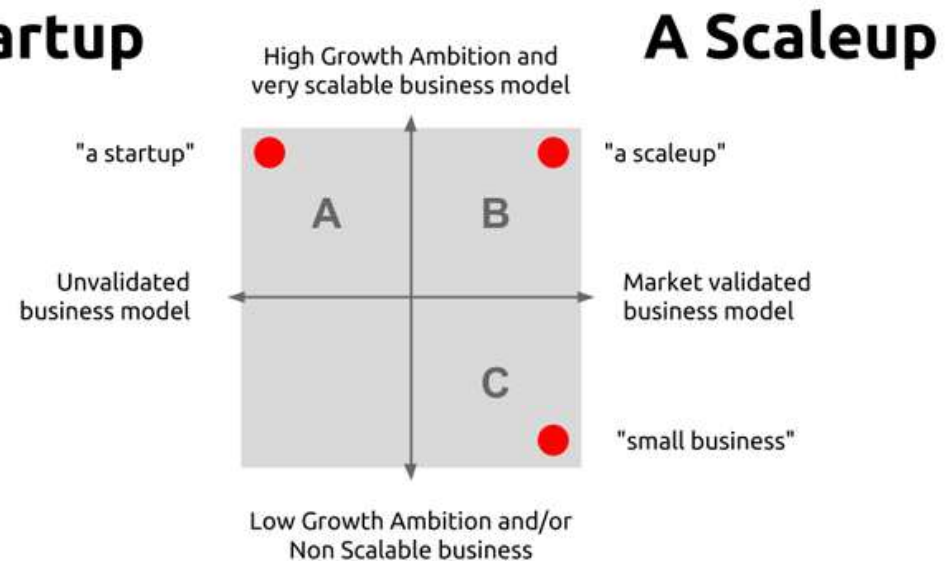 artup
A Scaleup
High Growth Ambition and
very scalable business model
"a startup"
"a scaleup"
A
B
Unvalidated
business model
Market validated
business model
C
"small business"
Low Growth Ambition and/or
Non Scalable business